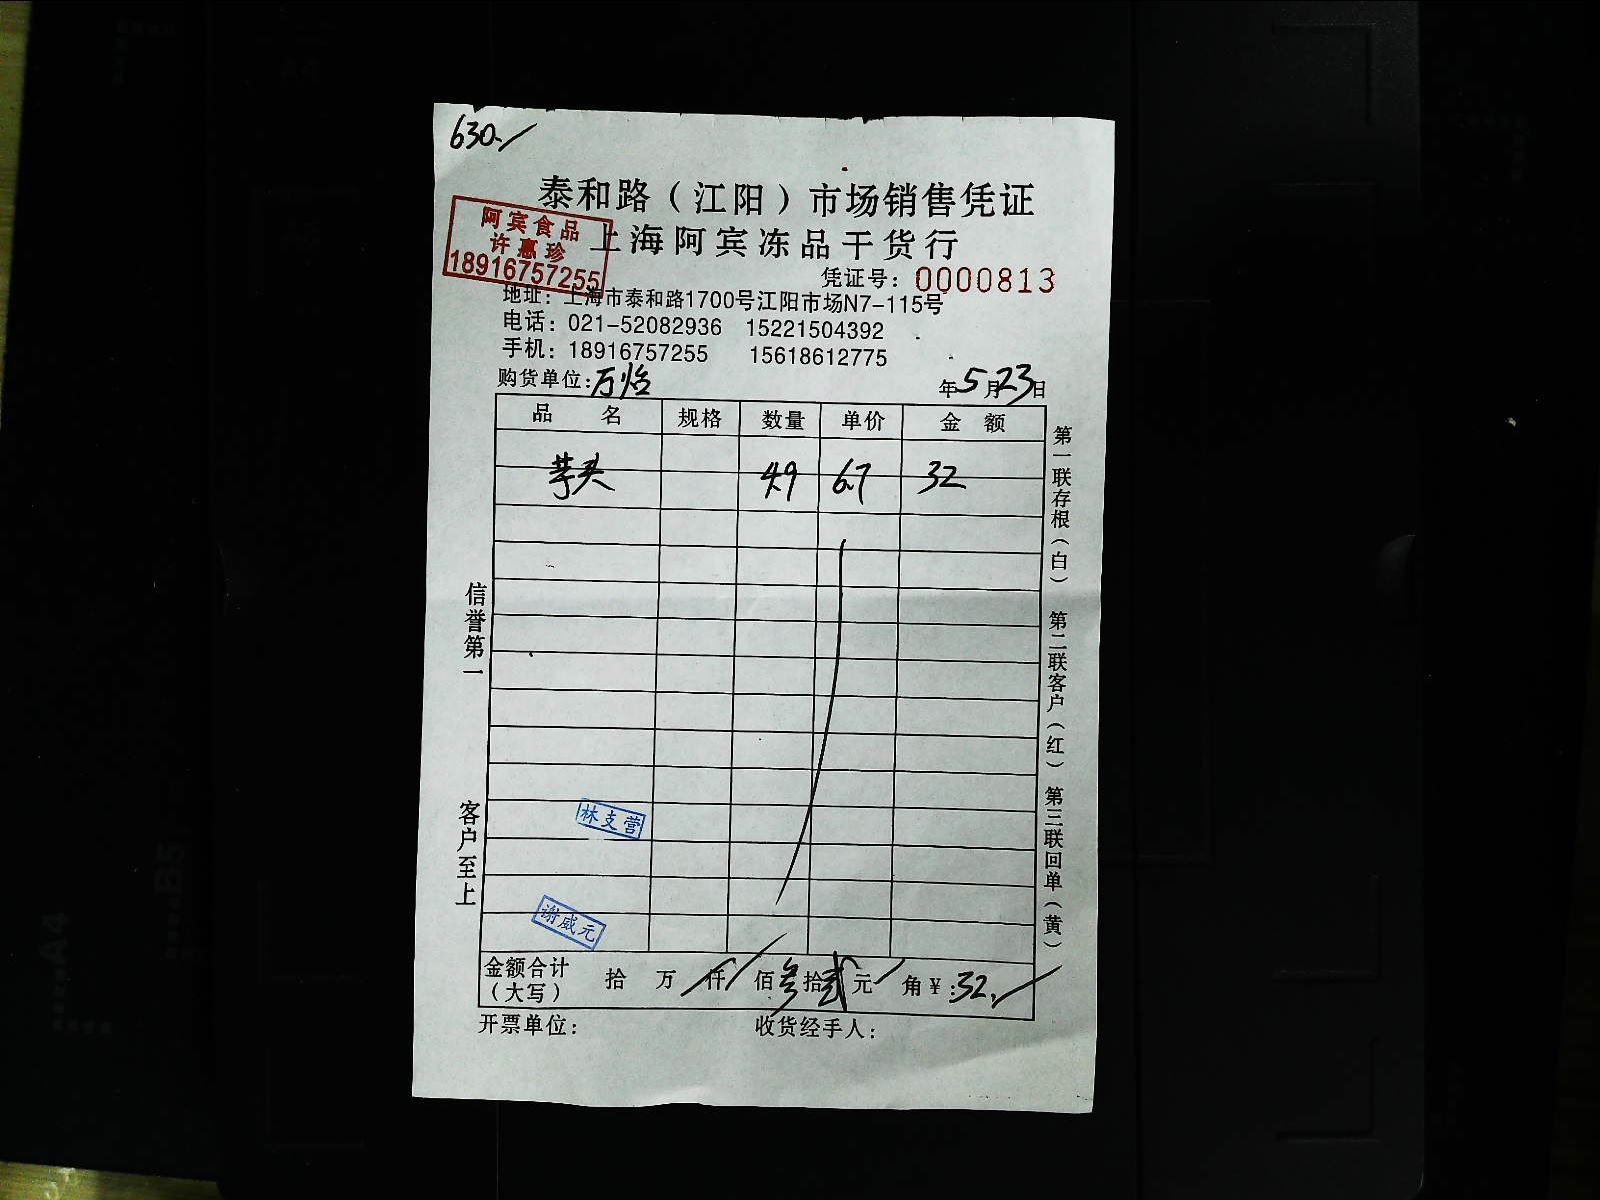 630.
泰和路（江阳）市场销售凭证
上海阿宾冻品干货行
阿宾食品
许惠珍
18916757255
凭证号：0000813
地址：上海市泰和路1700号江阳市场N7-115号
电话：021-52082936 15221504392
手机：18916757255 15618612775
购货单位：万怡 年5月23日
品 名 规格 数量 单价 金 额
芋头 4.9 6.7 32
信誉第一 客户至上
第一联存根（白） 第二联客户（红） 第三联回单（黄）
林支营
谢威元
金额合计（大写） 拾 万 仟 佰叁拾贰元 角￥:32.
开票单位： 收货经手人：